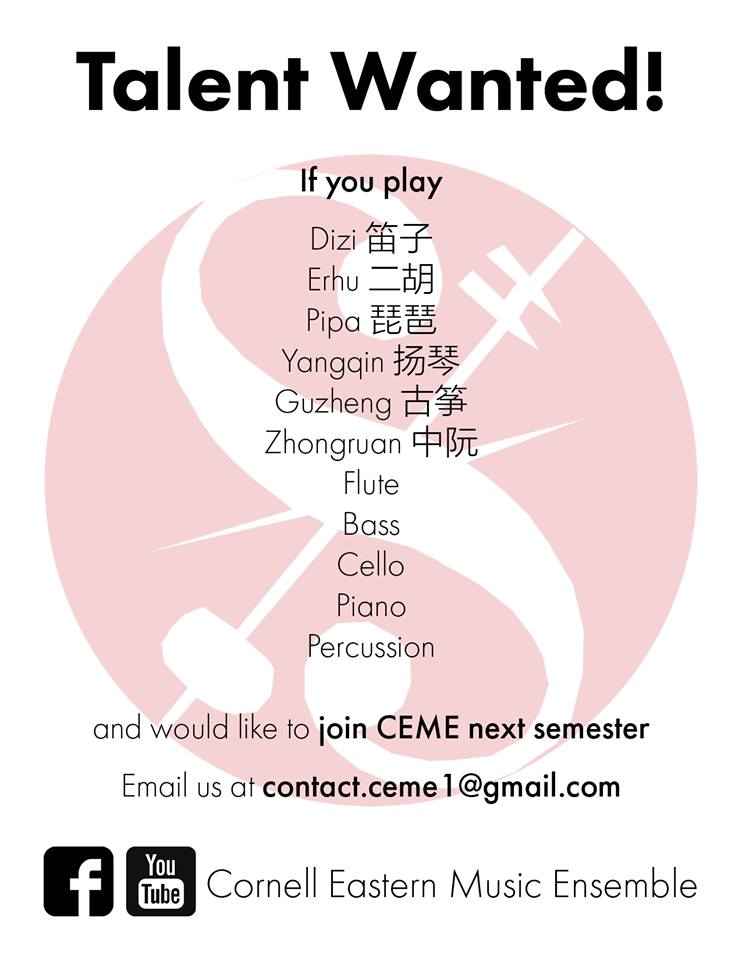 Talent Wanted!
If you play
Dizi 笛子
Erhu 二胡
Pipa 琵琶
Yangqin 扬琴
Guzheng 古筝
Zhongruan 中阮
Flute
Bass
Cello
Piano
Percussion
and would like to join CEME next semester
Email us at contact.ceme1@gmail.com
f You Tube Cornell Eastern Music Ensemble